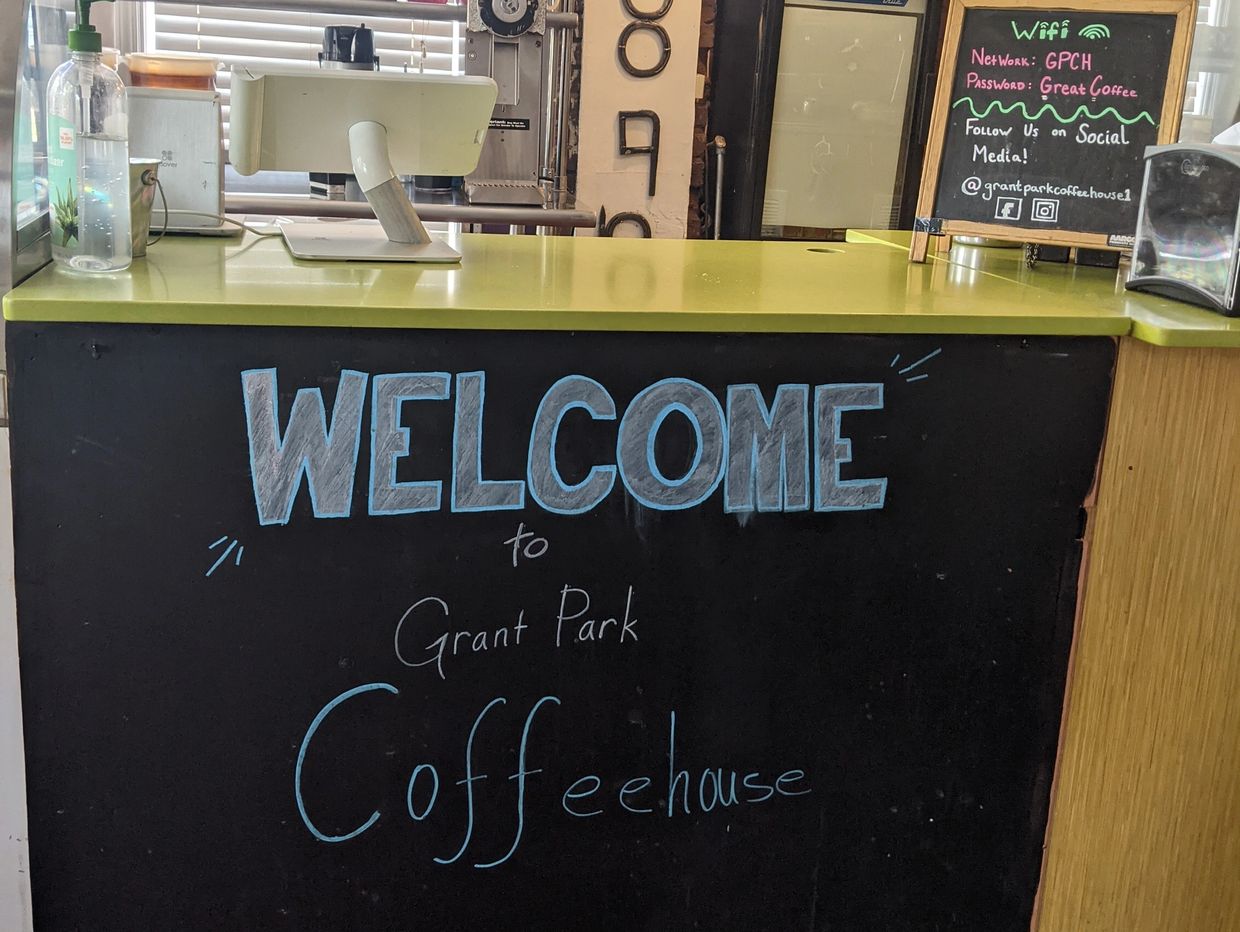 Wifi
Network: GPCH
Password: Great Coffee
Follow Us on Social
Media!
@grantparkcoffeehouse1
WELCOME
to
Grant Park
Coffeehouse